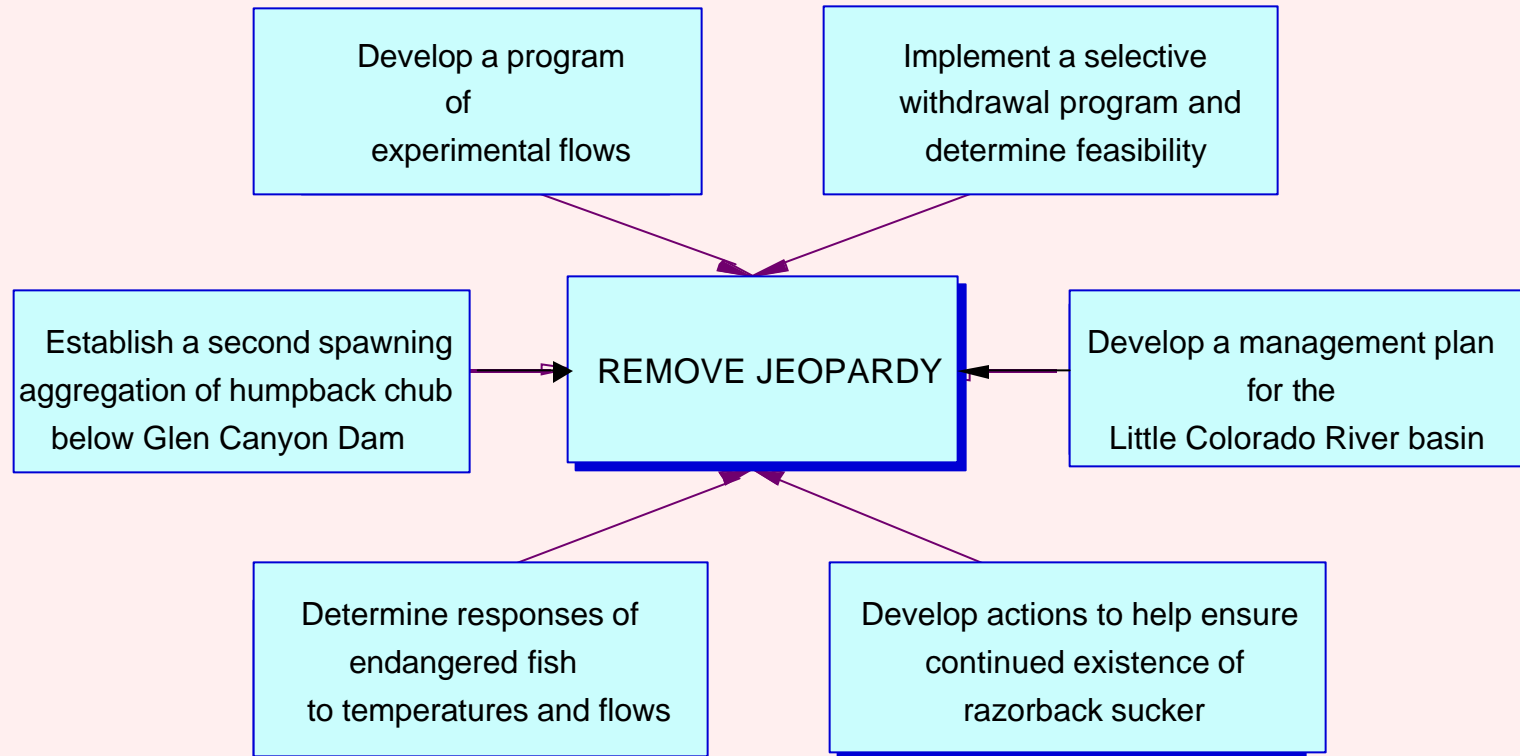 Develop a program
of
experimental flows
Implement a selective
withdrawal program and
determine feasibility
Establish a second spawning
aggregation of humpback chub
below Glen Canyon Dam
REMOVE JEOPARDY
Develop a management plan
for the
Little Colorado River basin
Determine responses of
endangered fish
to temperatures and flows
Develop actions to help ensure
continued existence of
razorback sucker